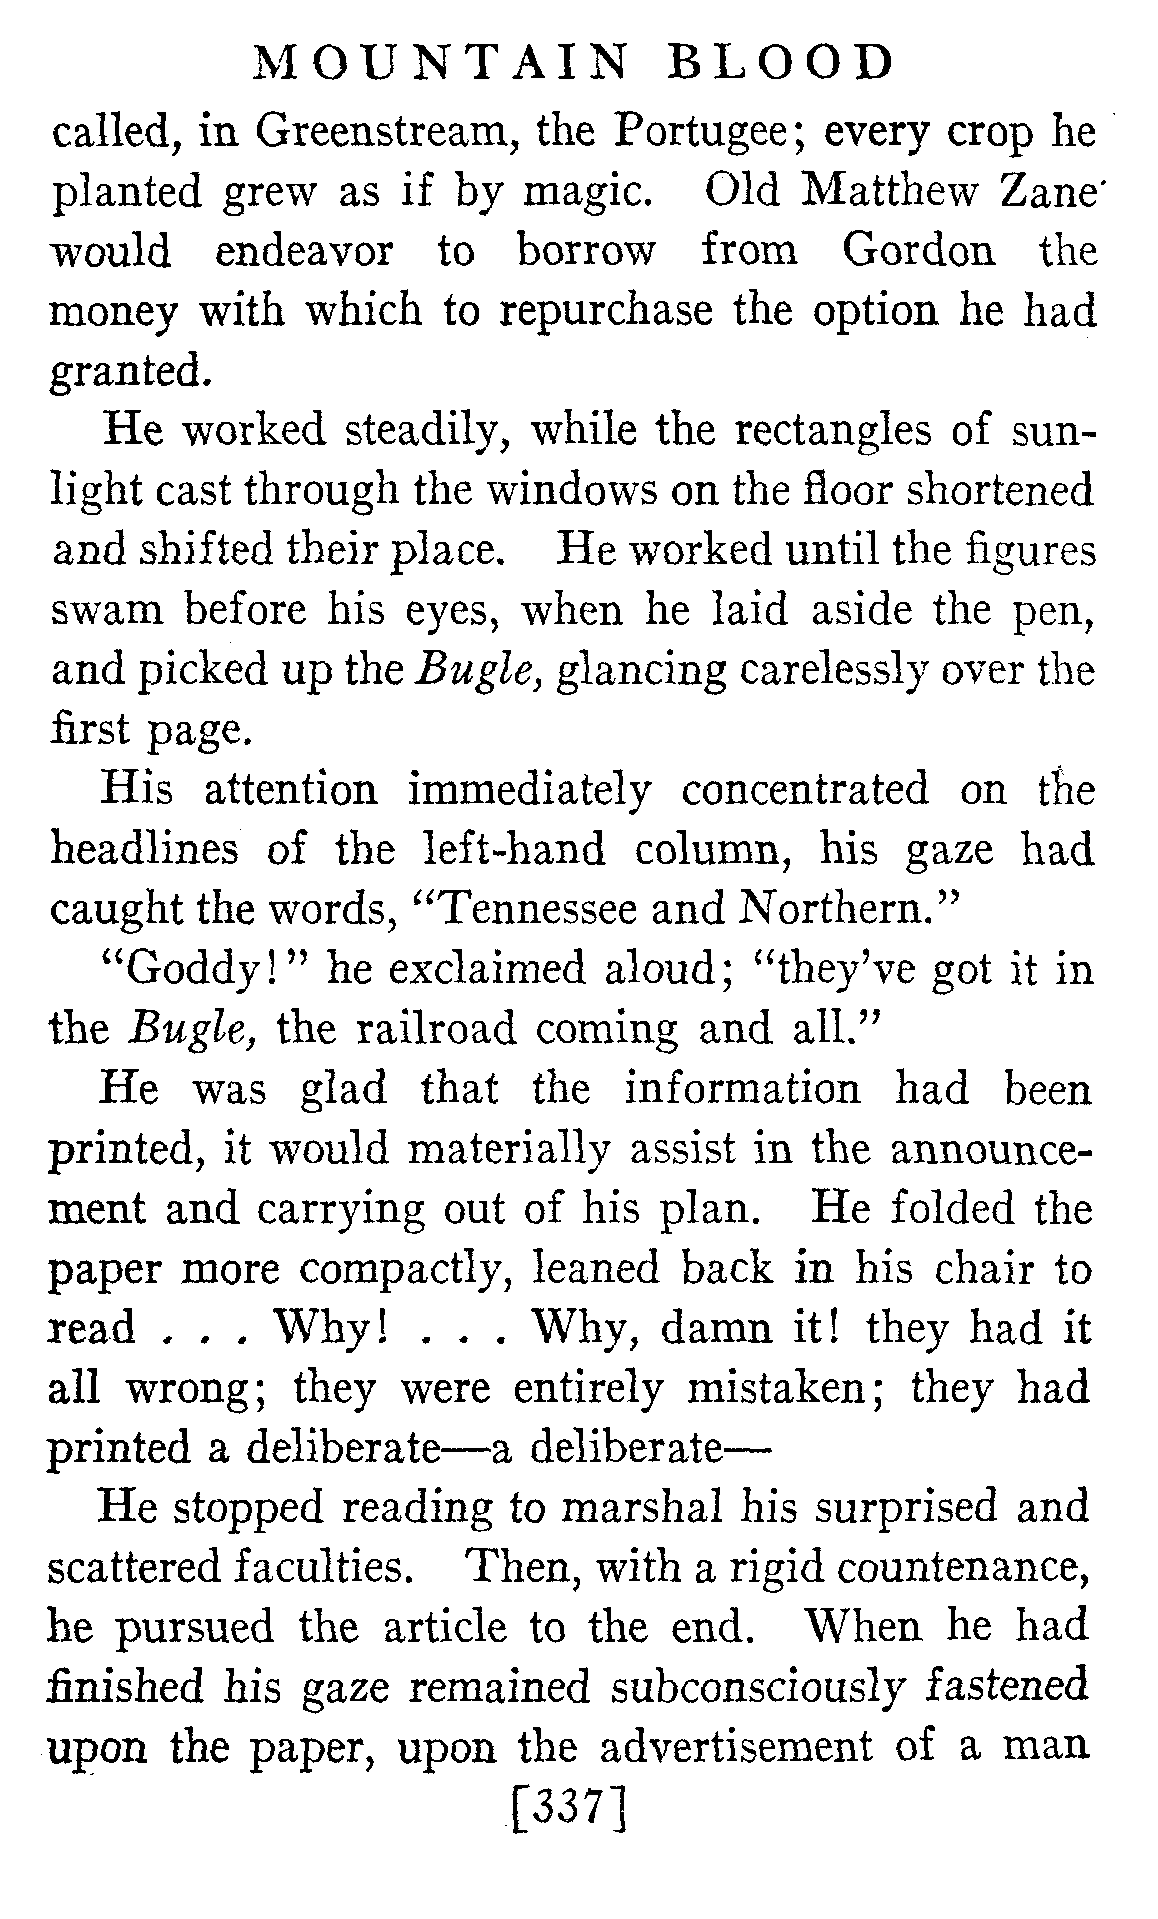 MOUNTAIN BLOOD
called, in Greenstream, the Portugee; every crop he
planted grew as if by magic. Old Matthew Zane
would endeavor to borrow from Gordon the
money with which to repurchase the option he had
granted.
He worked steadily, while the rectangles of sun-
light cast through the windows on the floor shortened
and shifted their place. He worked until the figures
swam before his eyes, when he laid aside the pen,
and picked up the Bugle, glancing carelessly over the
first page.
His attention immediately concentrated on the
headlines of the left-hand column, his gaze had
caught the words, “Tennessee and Northern.”
“Goddy!” he exclaimed aloud; “they’ve got it in
the Bugle, the railroad coming and all.”
He was glad that the information had been
printed, it would materially assist in the announce-
ment and carrying out of his plan. He folded the
paper more compactly, leaned back in his chair to
read . . . Why! . . . Why, damn it! they had it
all wrong; they were entirely mistaken; they had
printed a deliberate—a deliberate—
He stopped reading to marshal his surprised and
scattered faculties. Then, with a rigid countenance,
he pursued the article to the end. When he had
finished his gaze remained subconsciously fastened
upon the paper, upon the advertisement of a man
[337]